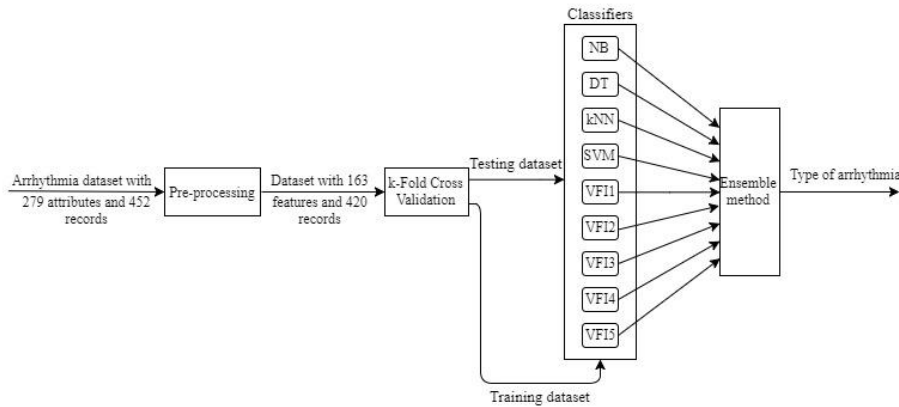 Classifiers
NB
DT
kNN
SVM
VFI1
VFI2
VFI3
VFI4
VFI5
Arrhythmia dataset with
279 attributes and 452
records
Pre-processing
Dataset with 163
features and 420
records
k-Fold Cross
Validation
Testing dataset
Training dataset
Ensemble
method
Type of arrhythmia